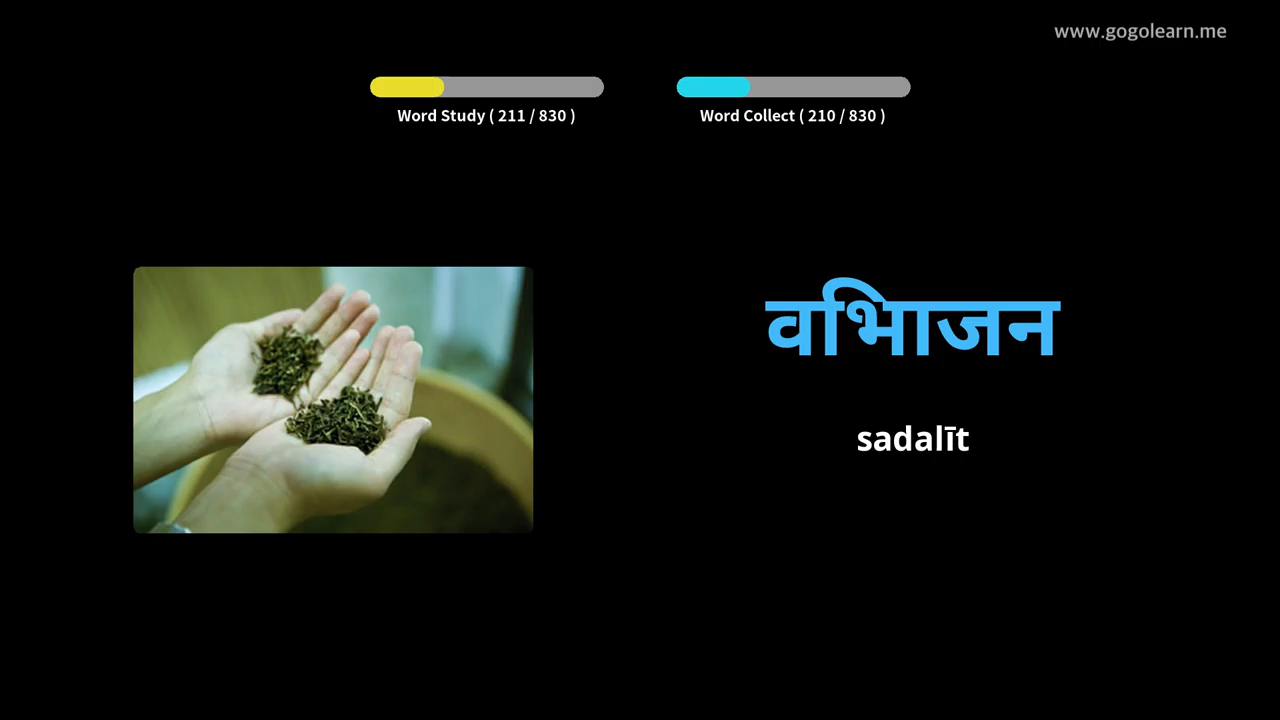 www.gogolearn.me
Word Study ( 211 / 830 )
Word Collect ( 210 / 830 )
वभिाजन
sadalīt